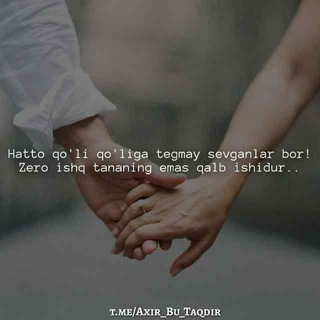 Hatto qo'li qo'liga tegmay sevganlar bor!
Zero ishq tananing emas qalb ishidur..
t.me/Axir_Bu_Taqdir